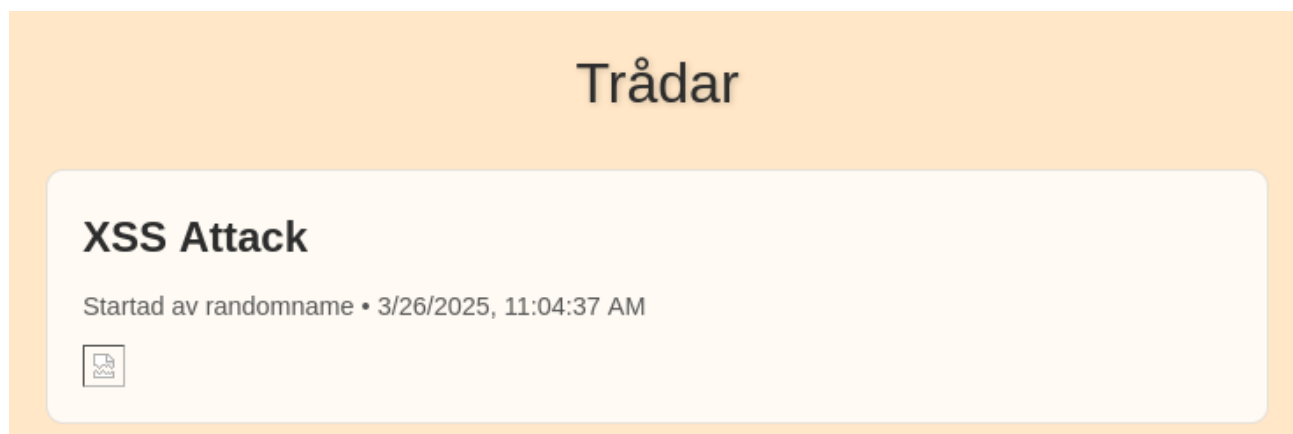 Trådar
XSS Attack
Startad av randomname • 3/26/2025, 11:04:37 AM